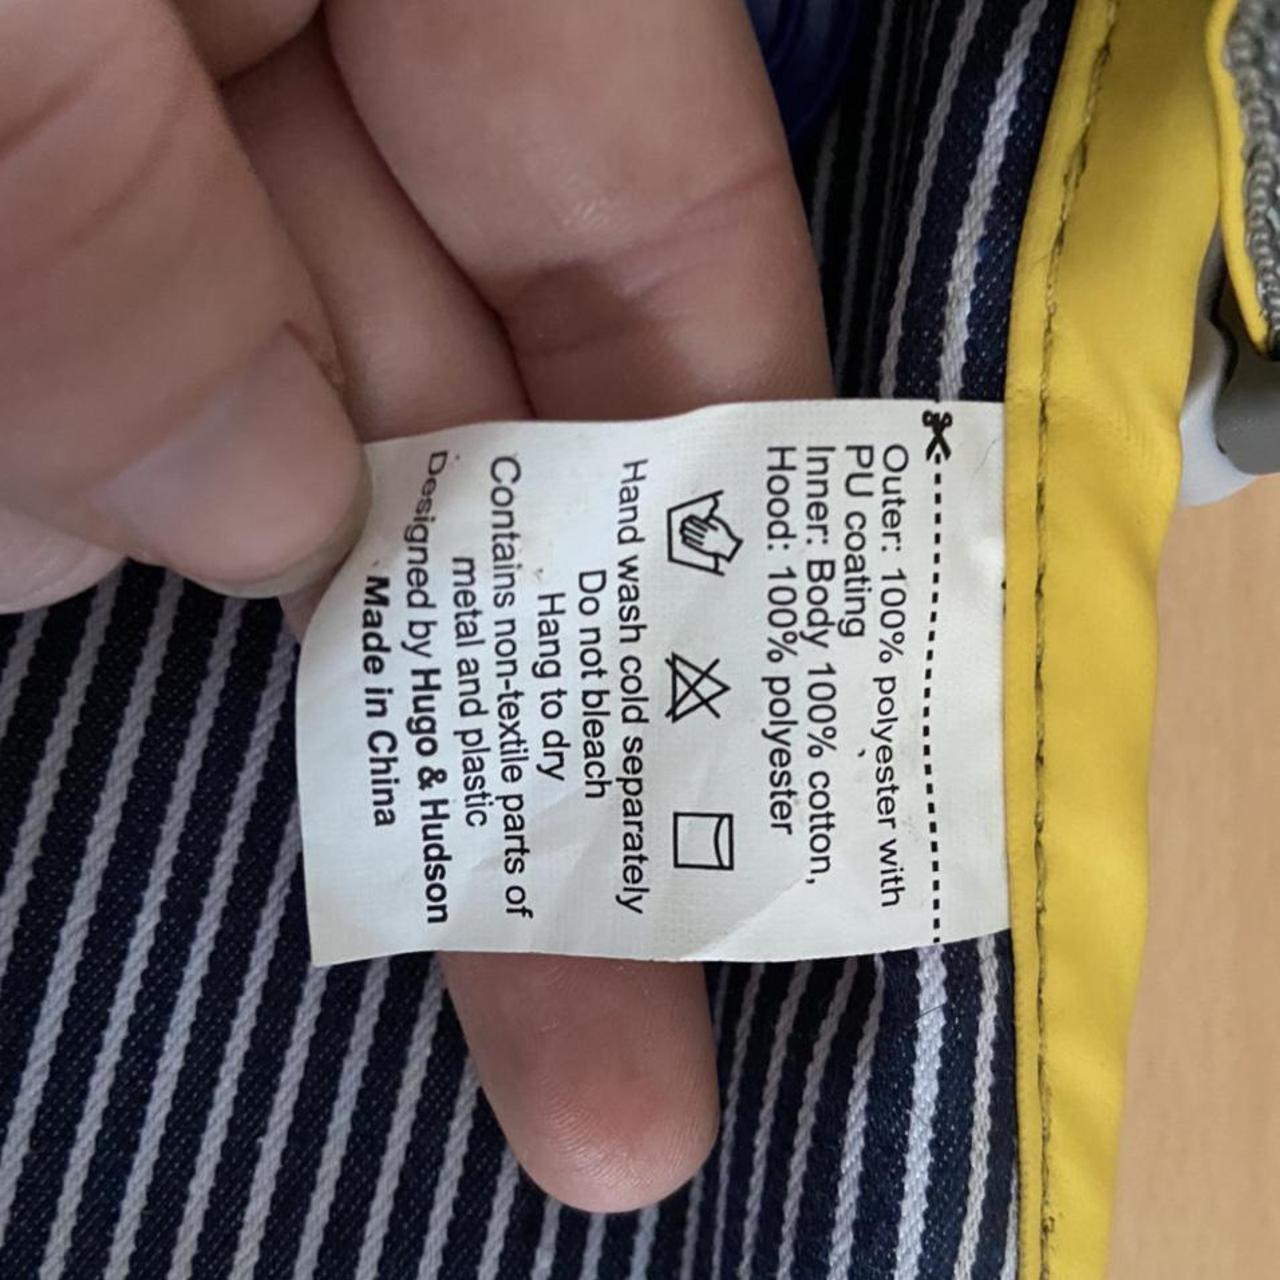 Outer: 100% polyester with
PU coating
Inner: Body 100% cotton,
Hood: 100% polyester
Hand wash cold separately
Do not bleach
Hang to dry
Contains non-textile parts of
metal and plastic
Designed by Hugo & Hudson
Made in China